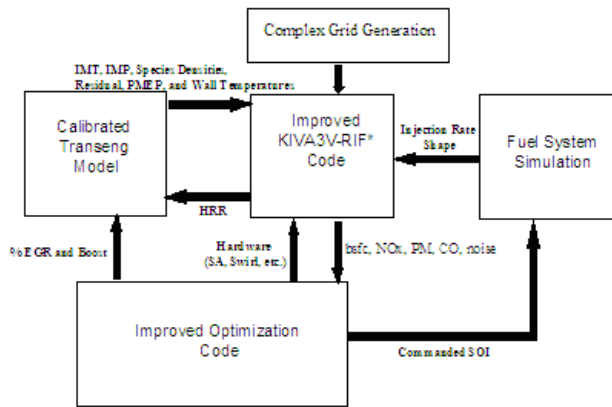 Complex Grid Generation
IMT, IMP, Species Densities,
Residual, PMEP, and Wall Temperatures
Calibrated
Transeng
Model
Improved
KIVA3V-RIF*
Code
Injection Rate
Shape
Fuel System
Simulation
HRR
%EGR and Boost
Hardware
(SA, Swirl, etc.)
bsfc, NOx, PM, CO, noise
Improved Optimization
Code
Commanded SOI